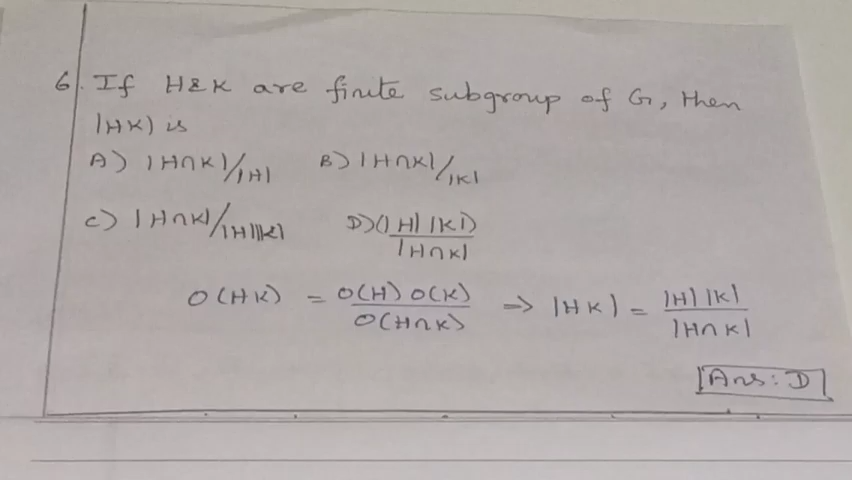 6. If H & K are finite subgroup of G, then
|HK| is
A) |H∩K|/|H| B) |H∩K|/|K|
C) |H∩K|/|H||K| D) (|H| |K|)/|H∩K|
O(HK) = O(H) O(K)/O(H∩K) ⇒ |HK| = |H| |K|/|H∩K|
Ans: D